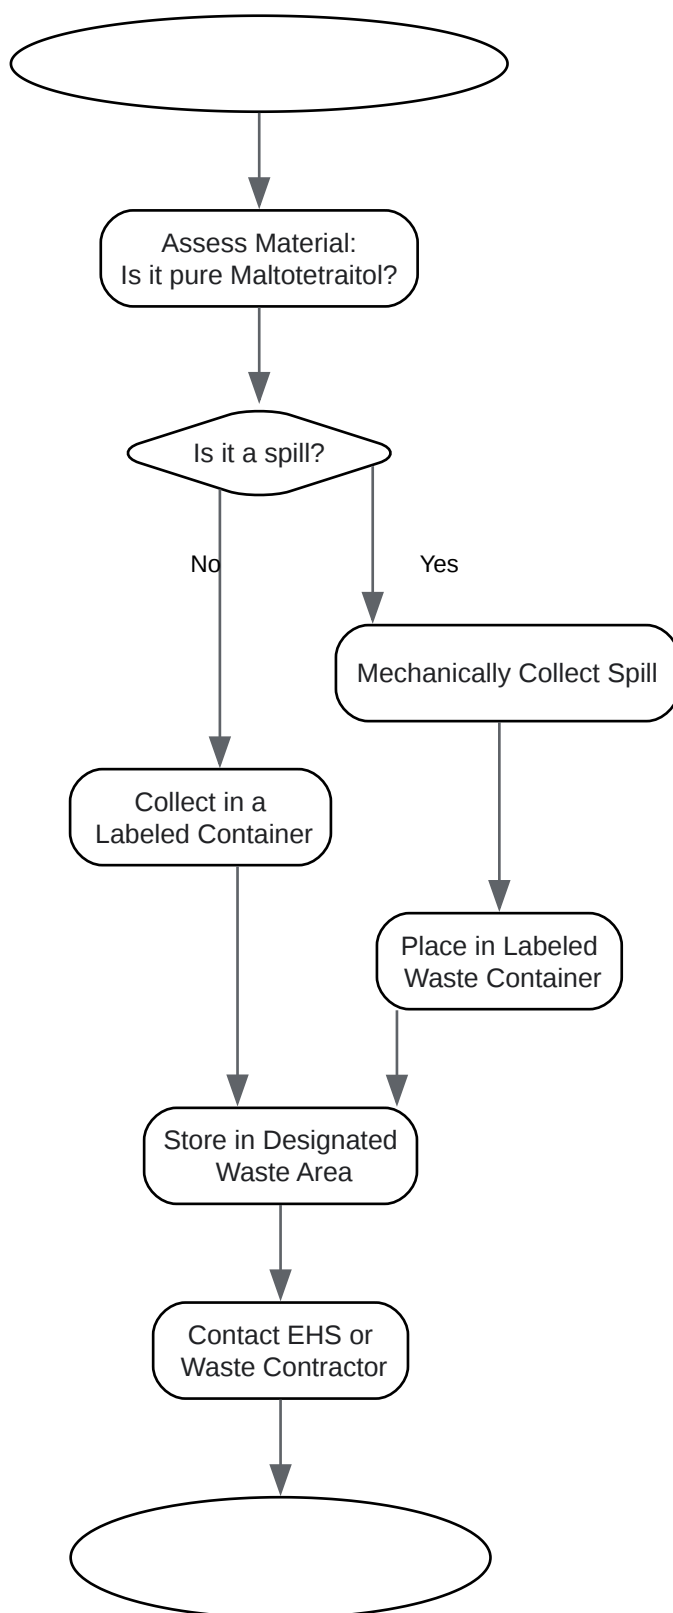 Assess Material:
Is it pure Maltotetraitol?
Is it a spill?
No
Yes
Mechanically Collect Spill
Collect in a
Labeled Container
Place in Labeled
Waste Container
Store in Designated
Waste Area
Contact EHS or
Waste Contractor